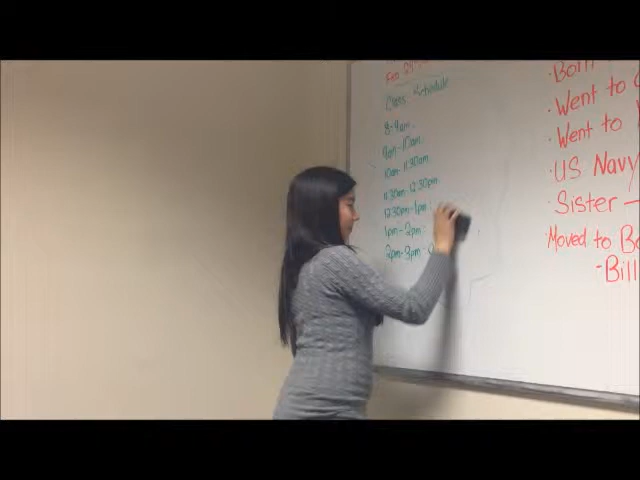 Class Schedule
8-9am
9am-10am:
10am-11:30am
11:30am-12:30pm
12:30pm-1pm:
1pm-2pm:
2pm-3pm
· Born
· Went to
· Went to
· US Navy
· Sister -
· Moved to
- Bill